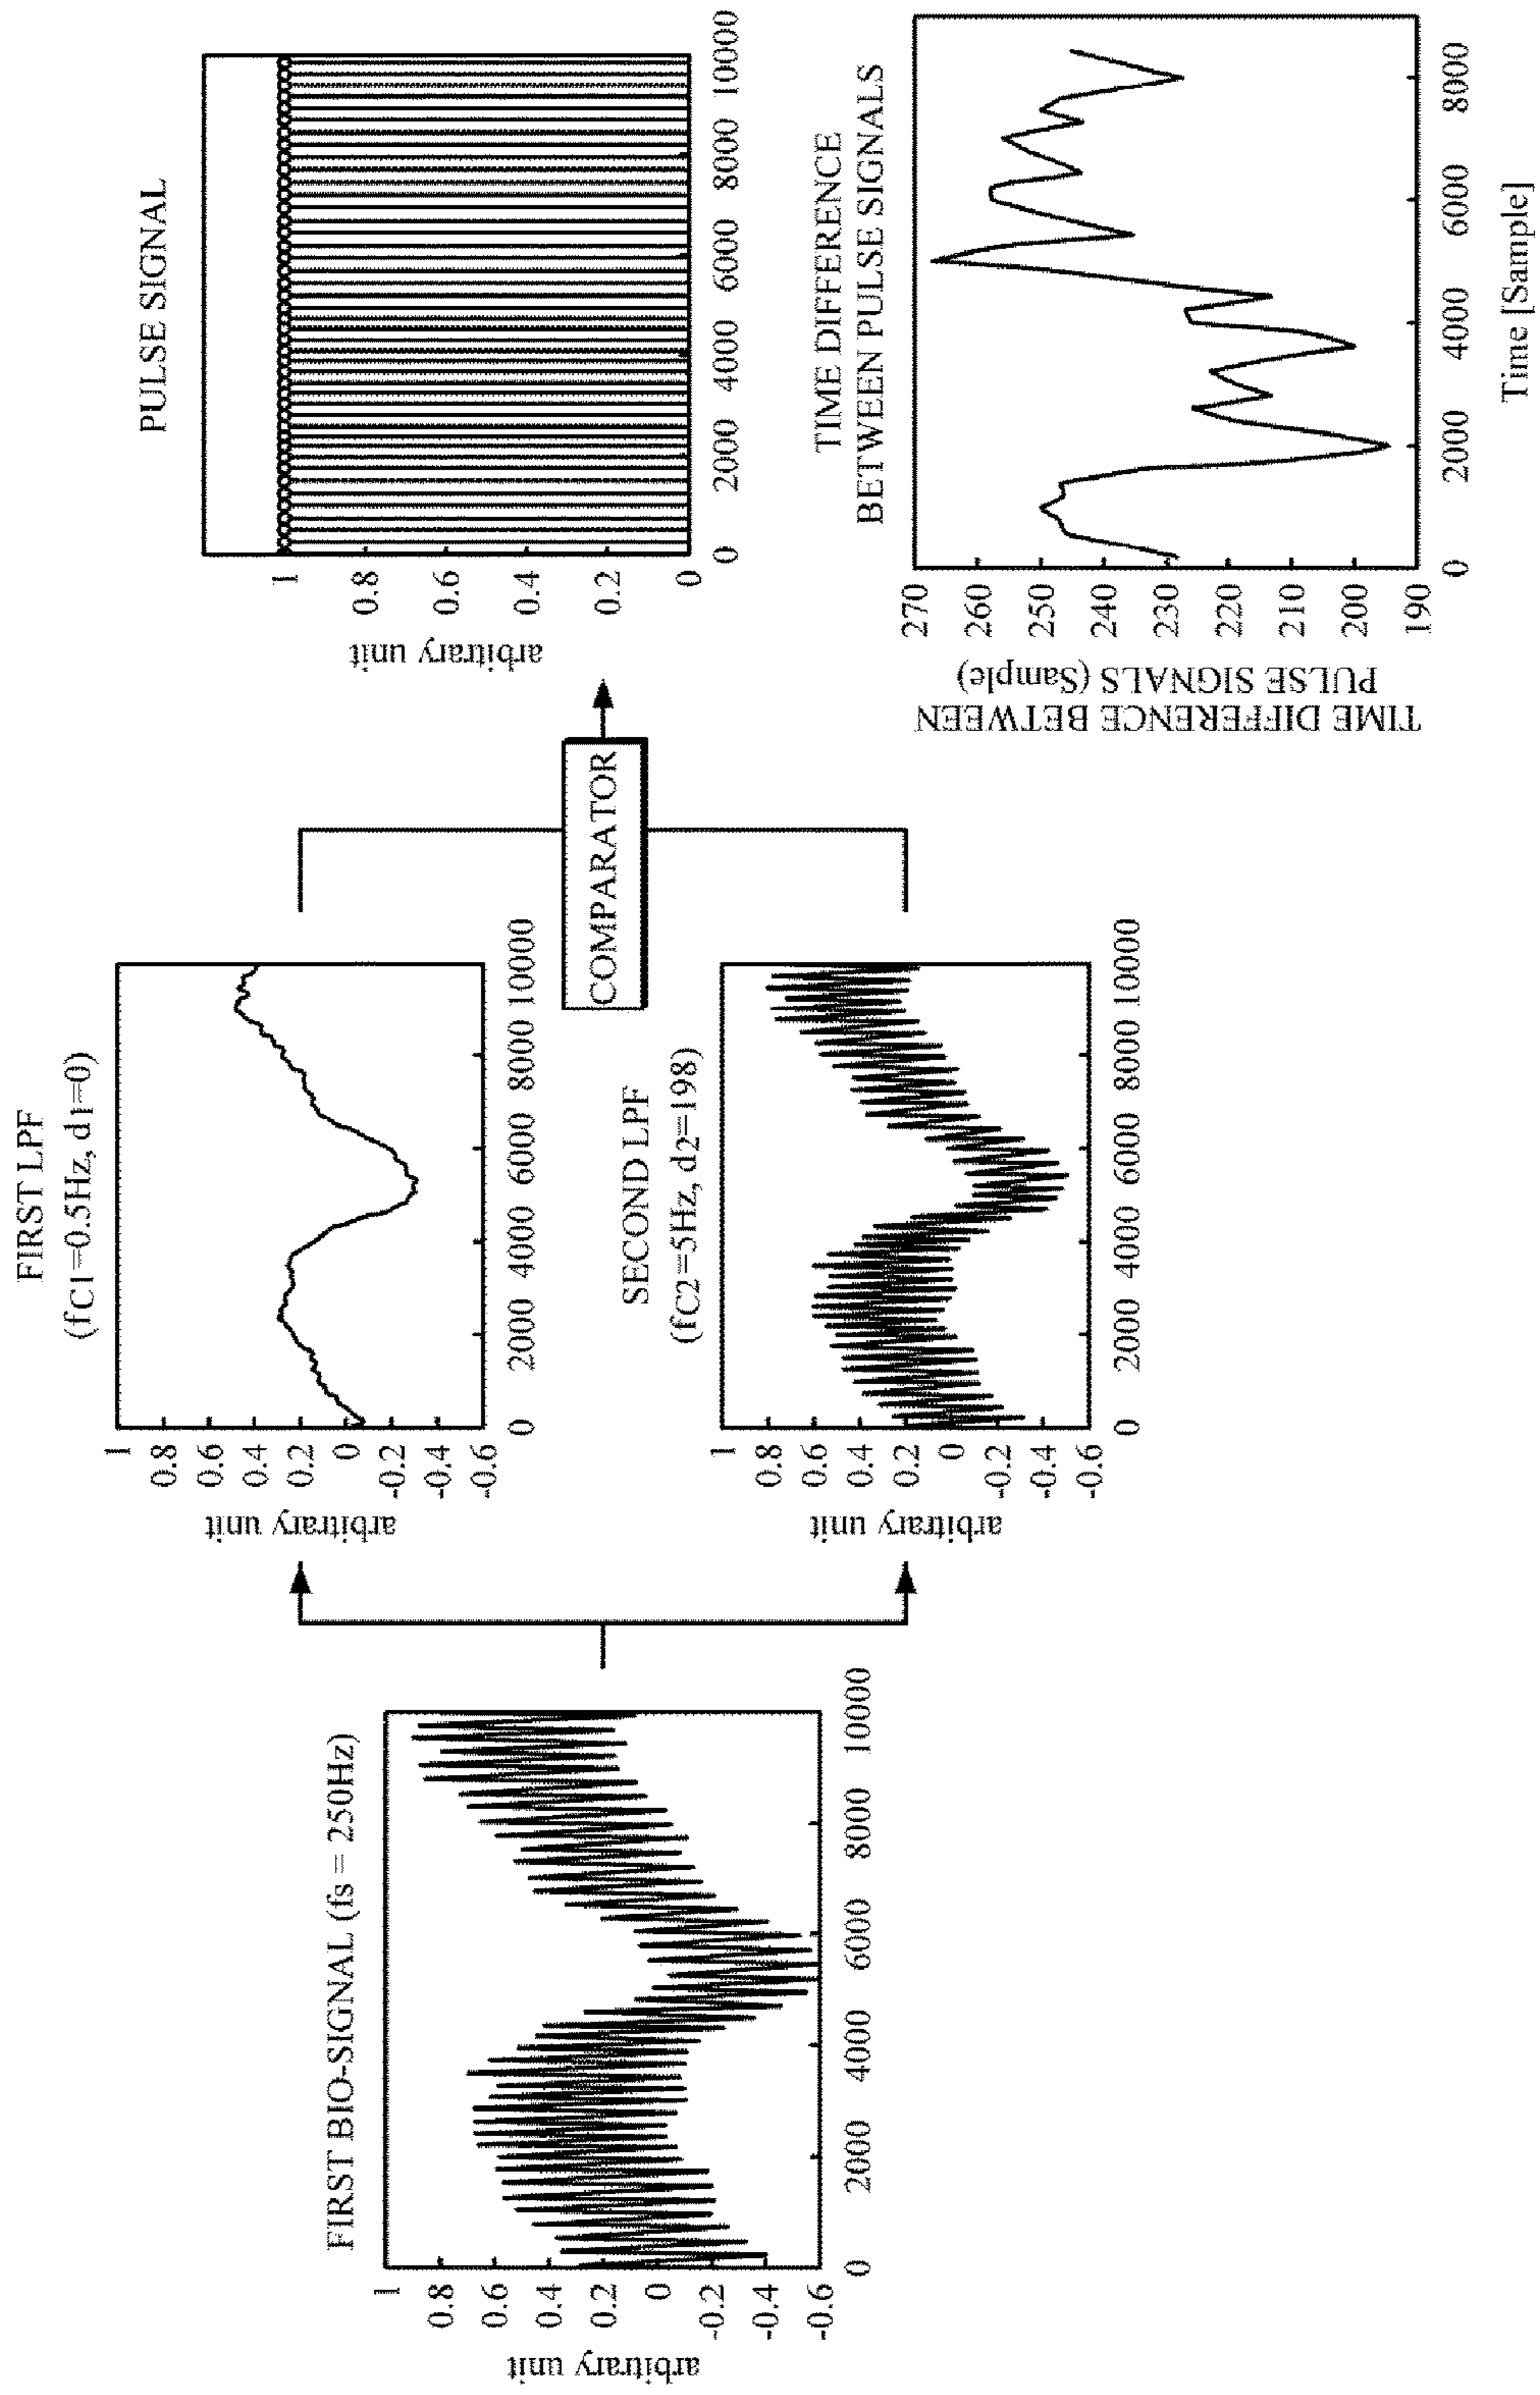 FIRST BIO-SIGNAL (fs = 250Hz)
arbitrary unit
1
0.8
0.6
0.4
0.2
0
-0.2
-0.4
-0.6
0 2000 4000 6000 8000 10000
FIRST LPF
(fC1=0.5Hz, d1=0)
arbitrary unit
1
0.8
0.6
0.4
0.2
0
-0.2
-0.4
-0.6
0 2000 4000 6000 8000 10000
SECOND LPF
(fC2=5Hz, d2=198)
arbitrary unit
1
0.8
0.6
0.4
0.2
0
-0.2
-0.4
-0.6
0 2000 4000 6000 8000 10000
COMPARATOR
PULSE SIGNAL
arbitrary unit
1
0.8
0.6
0.4
0.2
0
0 2000 4000 6000 8000 10000
TIME DIFFERENCE
BETWEEN PULSE SIGNALS
TIME DIFFERENCE BETWEEN
PULSE SIGNALS (Sample)
270
260
250
240
230
220
210
200
190
0 2000 4000 6000 8000
Time [Sample]